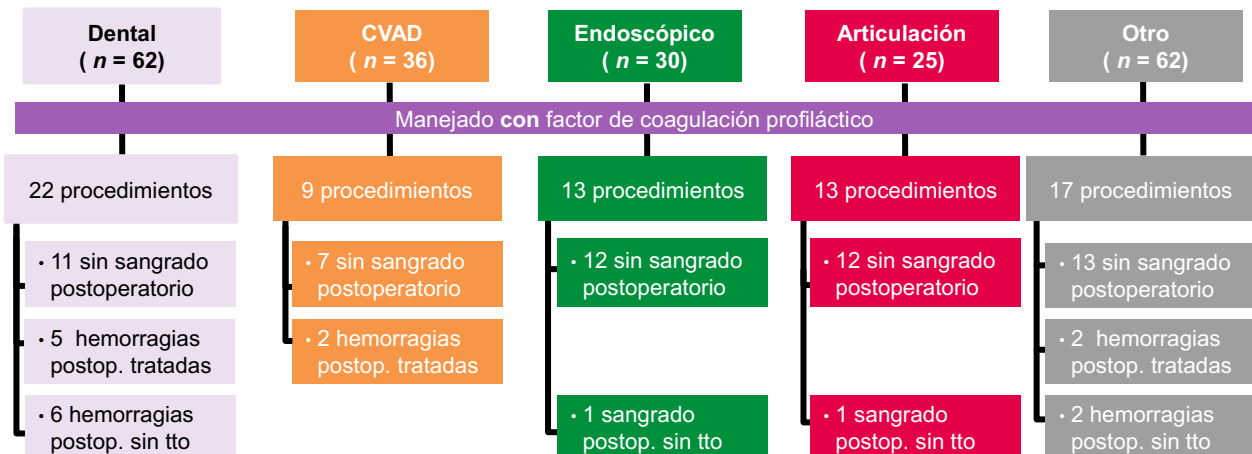 Dental
( n = 62)
CVAD
( n = 36)
Endoscópico
( n = 30)
Articulación
( n = 25)
Otro
( n = 62)
Manejado con factor de coagulación profiláctico
22 procedimientos
9 procedimientos
13 procedimientos
13 procedimientos
17 procedimientos
• 11 sin sangrado
postoperatorio
• 5 hemorragias
postop. tratadas
• 6 hemorragias
postop. sin tto
• 7 sin sangrado
postoperatorio
• 2 hemorragias
postop. tratadas
• 12 sin sangrado
postoperatorio
• 1 sangrado
postop. sin tto
• 12 sin sangrado
postoperatorio
• 1 sangrado
postop. sin tto
• 13 sin sangrado
postoperatorio
• 2 hemorragias
postop. tratadas
• 2 hemorragias
postop. sin tto